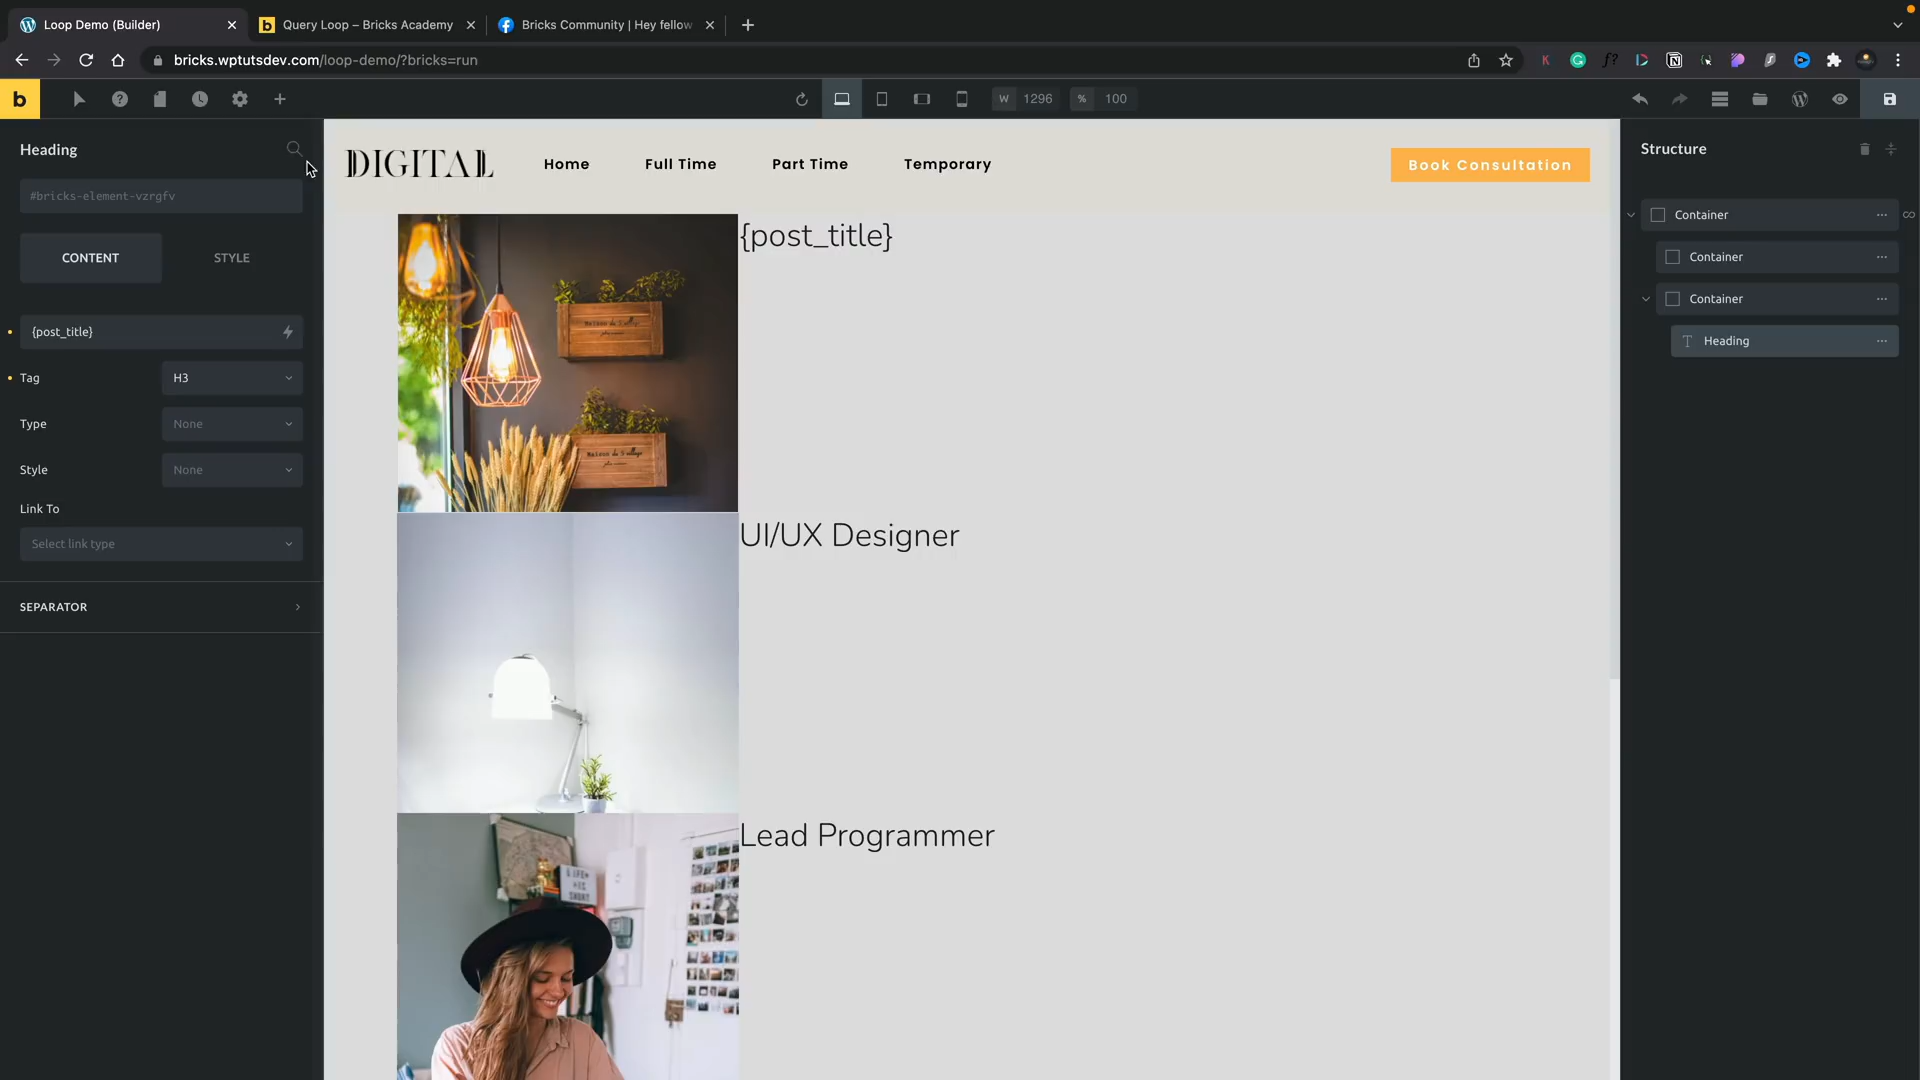 Loop Demo (Builder)
Query Loop – Bricks Academy
Bricks Community | Hey fellow
bricks.wptutsdev.com/loop-demo/?bricks=run
b
W 1296 % 100
Heading
#bricks-element-vzrgfv
CONTENT STYLE
{post_title}
Tag H3
Type None
Style None
Link To
Select link type
SEPARATOR
DIGITAL
Home Full Time Part Time Temporary
Book Consultation
{post_title}
UI/UX Designer
Lead Programmer
Structure
Container
Container
Container
T Heading